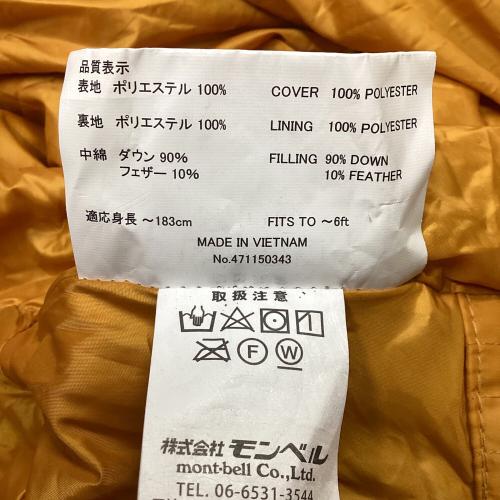 品質表示
表地 ポリエステル 100% COVER 100% POLYESTER
裏地 ポリエステル 100% LINING 100% POLYESTER
中綿 ダウン 90% FILLING 90% DOWN
フェザー 10% 10% FEATHER
適応身長 ～183cm FITS TO ～6ft
MADE IN VIETNAM
No.471150343
取扱注意
F W
株式会社 モンベル
mont-bell Co.,Ltd.
TEL. 06-6531-3544